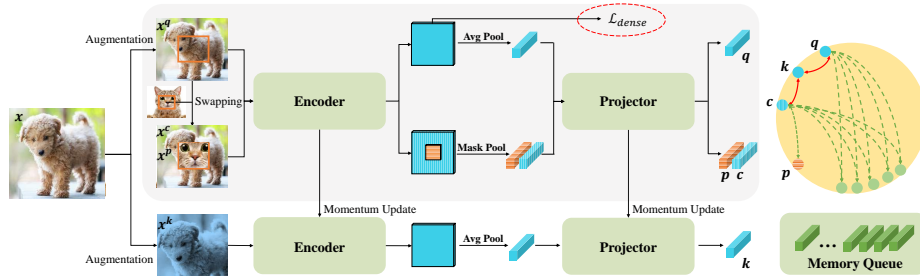 x^q
Augmentation
Swapping
x^c
x^p
x
Encoder
Avg Pool
Mask Pool
ℒ_dense
Projector
q
p c
Momentum Update
Momentum Update
x^k
Augmentation
Encoder
Avg Pool
Projector
k
q
k
c
p
...
Memory Queue